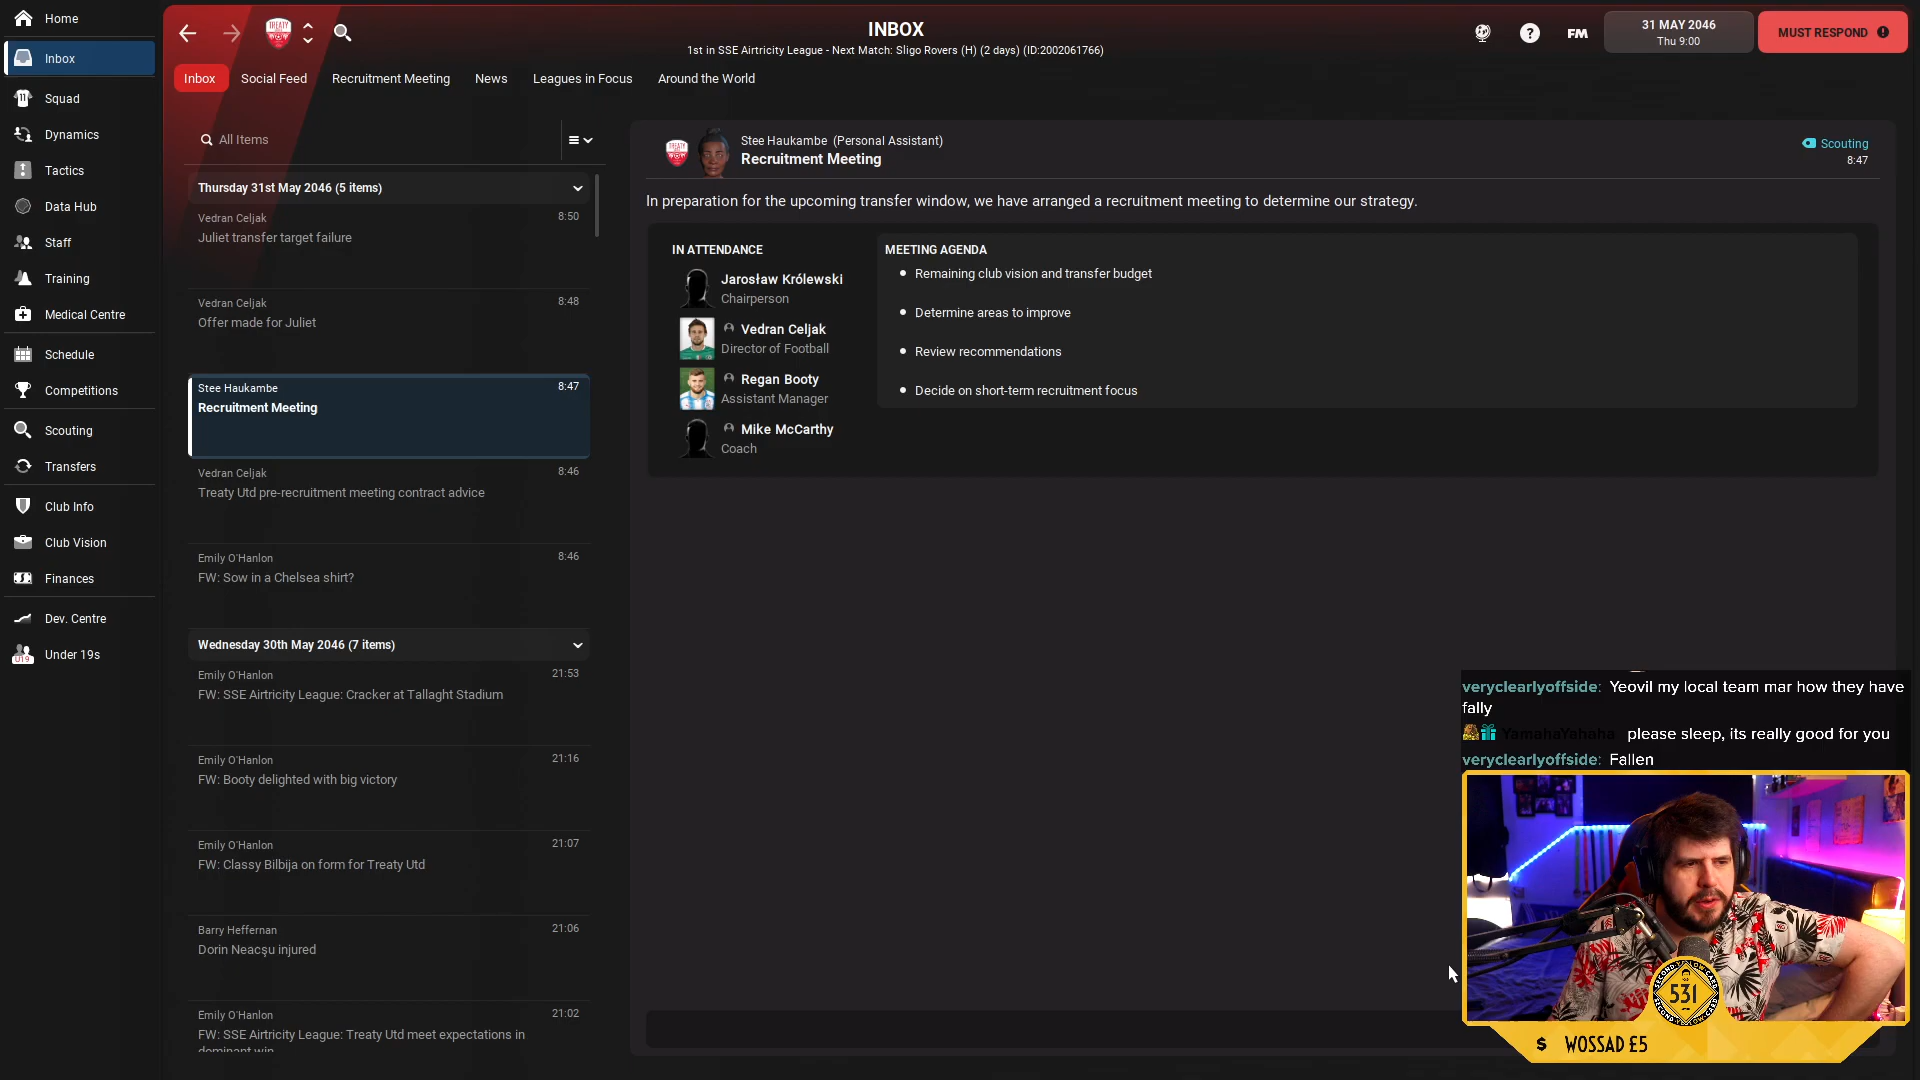 Home
Inbox
Squad
Dynamics
Tactics
Data Hub
Staff
Training
Medical Centre
Schedule
Competitions
Scouting
Transfers
Club Info
Club Vision
Finances
Dev. Centre
U19
Under 19s
TREATY
11
INBOX
1st in SSE Airtricity League - Next Match: Sligo Rovers (H) (2 days) (ID:2002061766)
?
FM
31 MAY 2046
Thu 9:00
MUST RESPOND
Inbox
Social Feed
Recruitment Meeting
News
Leagues in Focus
Around the World
All Items
Thursday 31st May 2046 (5 items)
Vedran Celjak 8:50
Juliet transfer target failure
Vedran Celjak 8:48
Offer made for Juliet
Stee Haukambe 8:47
Recruitment Meeting
Vedran Celjak 8:46
Treaty Utd pre-recruitment meeting contract advice
Emily O'Hanlon 8:46
FW: Sow in a Chelsea shirt?
Wednesday 30th May 2046 (7 items)
Emily O'Hanlon 21:53
FW: SSE Airtricity League: Cracker at Tallaght Stadium
Emily O'Hanlon 21:16
FW: Booty delighted with big victory
Emily O'Hanlon 21:07
FW: Classy Bilbija on form for Treaty Utd
Barry Heffernan 21:06
Dorin Neacşu injured
Emily O'Hanlon 21:02
FW: SSE Airtricity League: Treaty Utd meet expectations in
dominant win
Stee Haukambe (Personal Assistant)
Recruitment Meeting
Scouting
8:47
In preparation for the upcoming transfer window, we have arranged a recruitment meeting to determine our strategy.
IN ATTENDANCE
Jarosław Królewski
Chairperson
Vedran Celjak
Director of Football
Regan Booty
Assistant Manager
Mike McCarthy
Coach
MEETING AGENDA
Remaining club vision and transfer budget
Determine areas to improve
Review recommendations
Decide on short-term recruitment focus
veryclearlyoffside: Yeovil my local team mar how they have
fally
YamahaYahaha please sleep, its really good for you
veryclearlyoffside: Fallen
531
$ WOSSAD £5